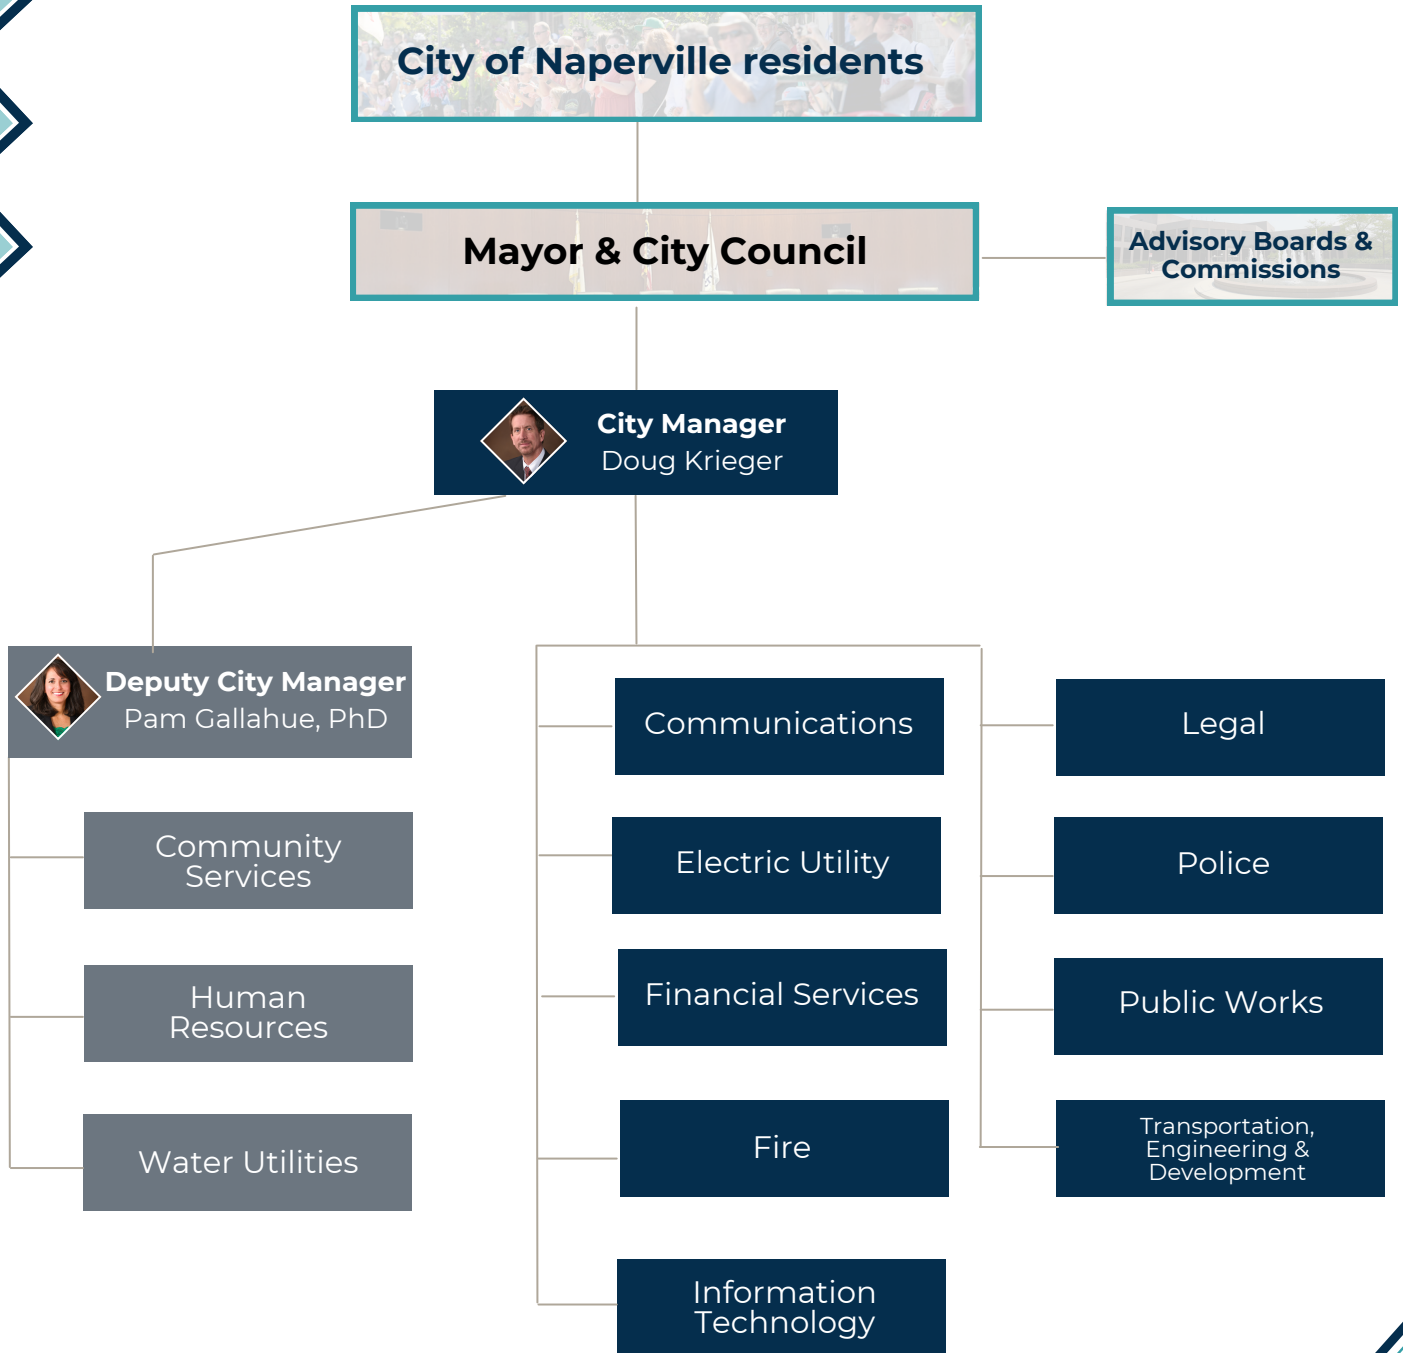 City of Naperville residents
Mayor & City Council
Advisory Boards &
Commissions
City Manager
Doug Krieger
Deputy City Manager
Pam Gallahue, PhD
Community
Services
Human
Resources
Water Utilities
Communications
Electric Utility
Financial Services
Fire
Information
Technology
Legal
Police
Public Works
Transportation,
Engineering &
Development